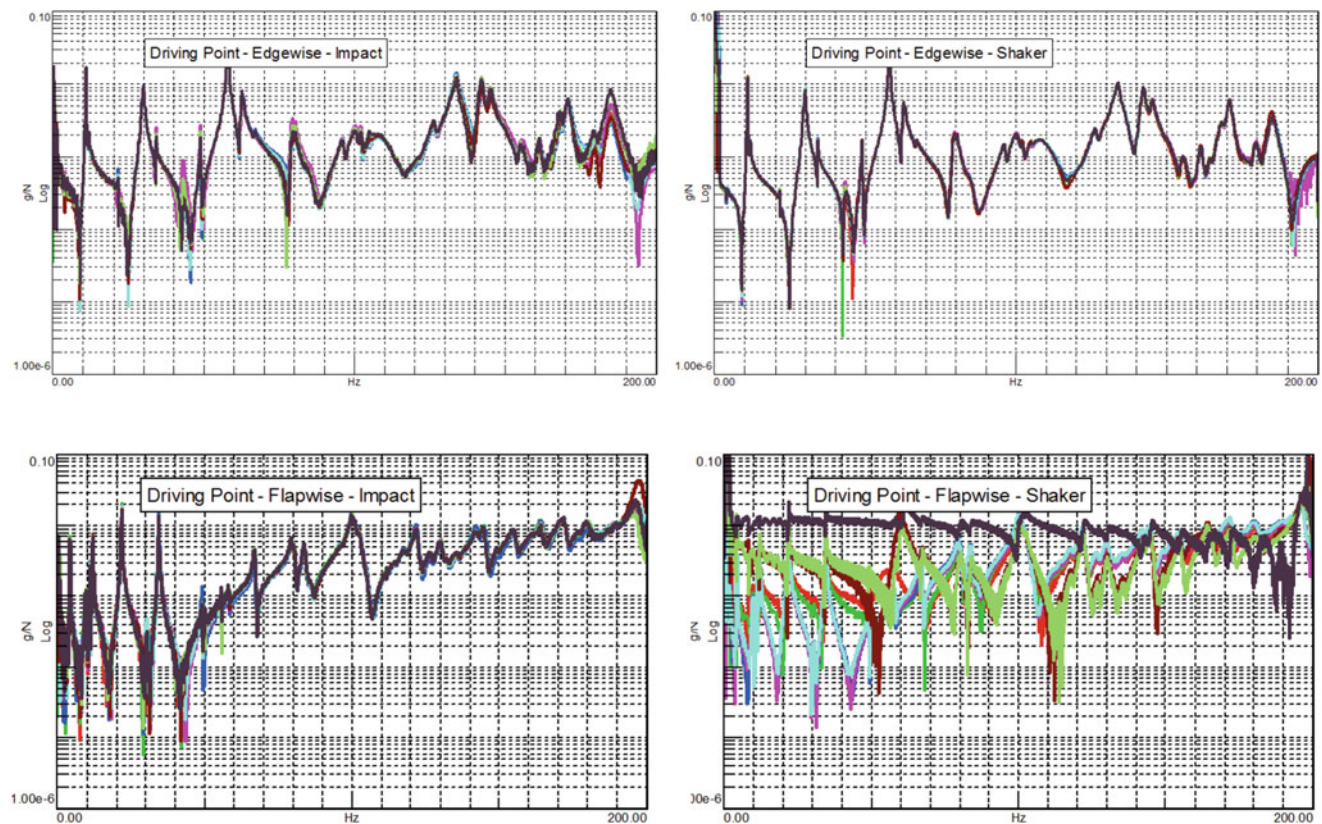 0.10
Driving Point - Edgewise - Impact
g/N
Log
1.00e-6
0.00
Hz
200.00
0.10
Driving Point - Edgewise - Shaker
g/N
Log
1.00e-6
0.00
Hz
200.00
0.10
Driving Point - Flapwise - Impact
g/N
Log
1.00e-6
0.00
Hz
200.00
0.10
Driving Point - Flapwise - Shaker
g/N
Log
00e-6
0.00
Hz
200.00